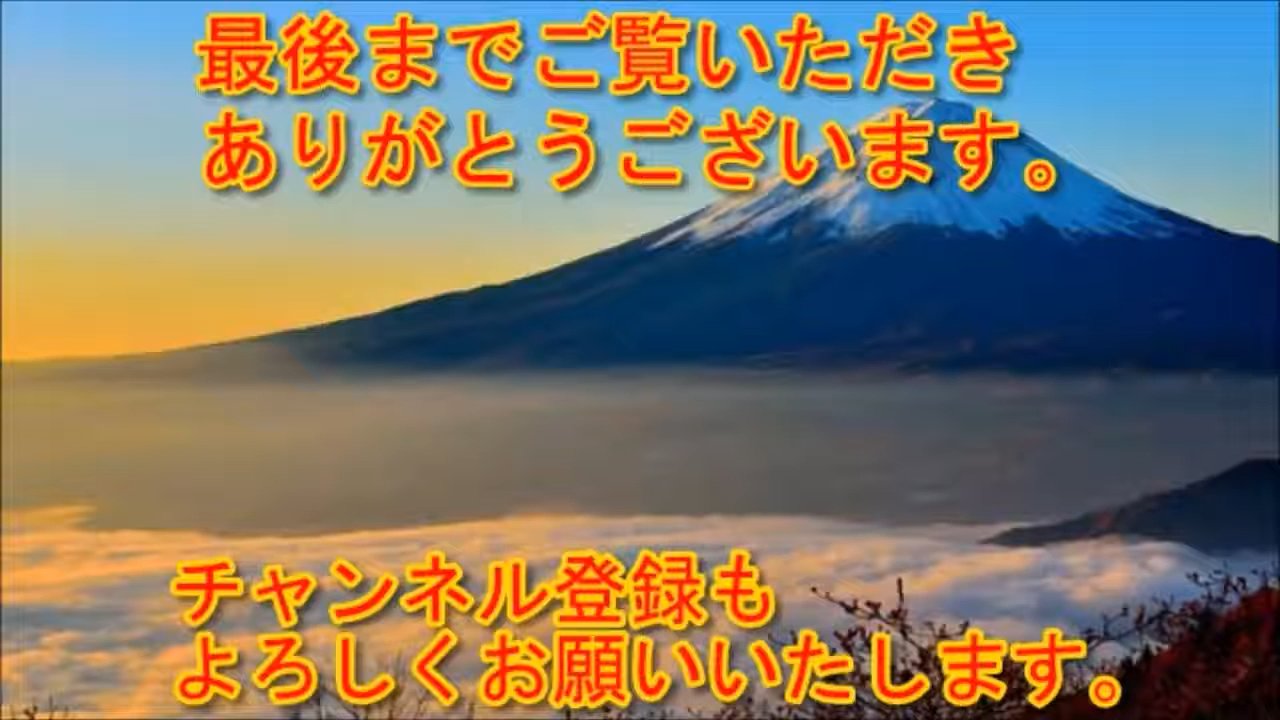 最後までご覧いただき
ありがとうございます。
チャンネル登録も
よろしくお願いいたします。